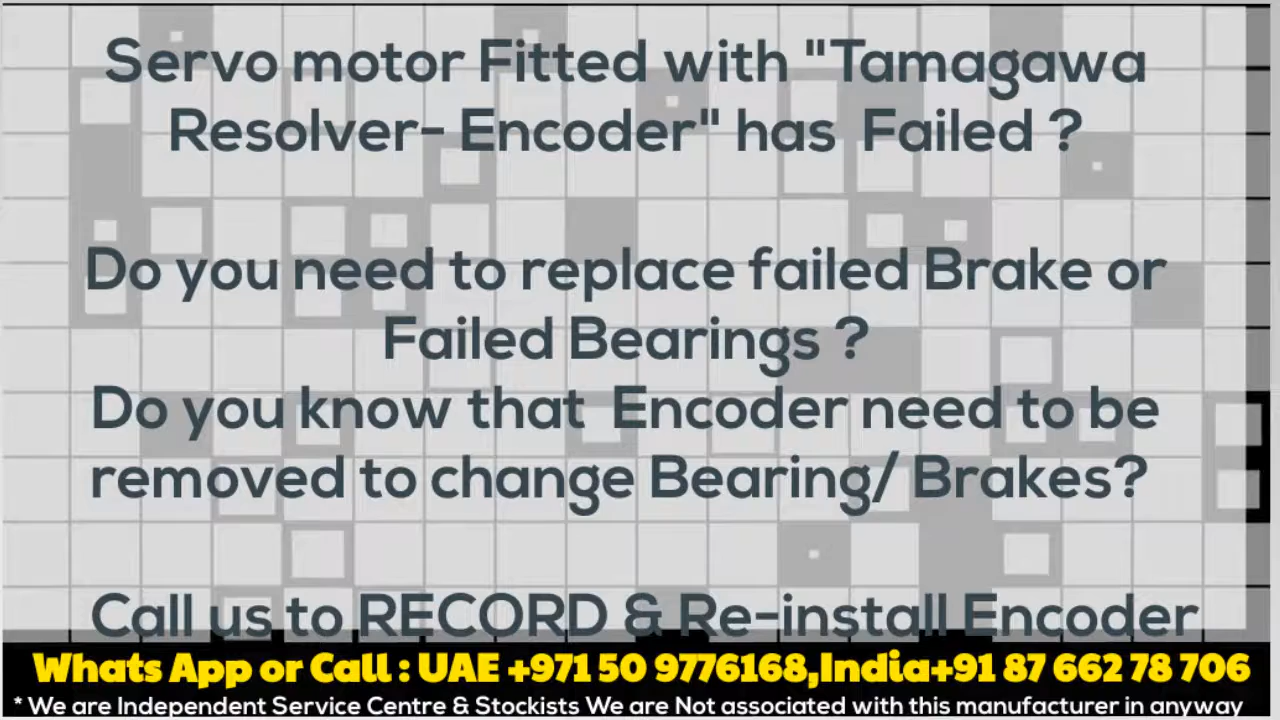 Servo motor Fitted with "Tamagawa
Resolver- Encoder" has Failed ?
Do you need to replace failed Brake or
Failed Bearings ?
Do you know that Encoder need to be
removed to change Bearing/ Brakes?
Call us to RECORD & Re-install Encoder
Whats App or Call : UAE +971 50 9776168,India+91 87 662 78 706
* We are Independent Service Centre & Stockists We are Not associated with this manufacturer in anyway